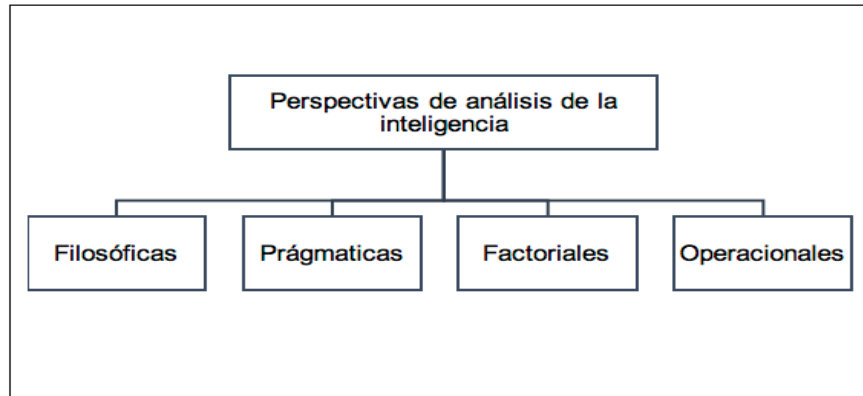 Perspectivas de análisis de la
inteligencia
Filosóficas
Prágmaticas
Factoriales
Operacionales